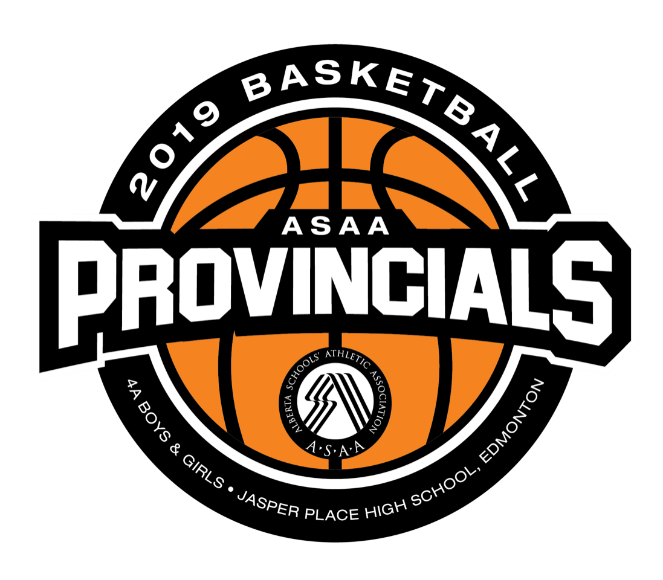 2019 BASKETBALL
ASAA
PROVINCIALS
ALBERTA SCHOOLS' ATHLETIC ASSOCIATION
A·S·A·A
4A BOYS & GIRLS • JASPER PLACE HIGH SCHOOL, EDMONTON